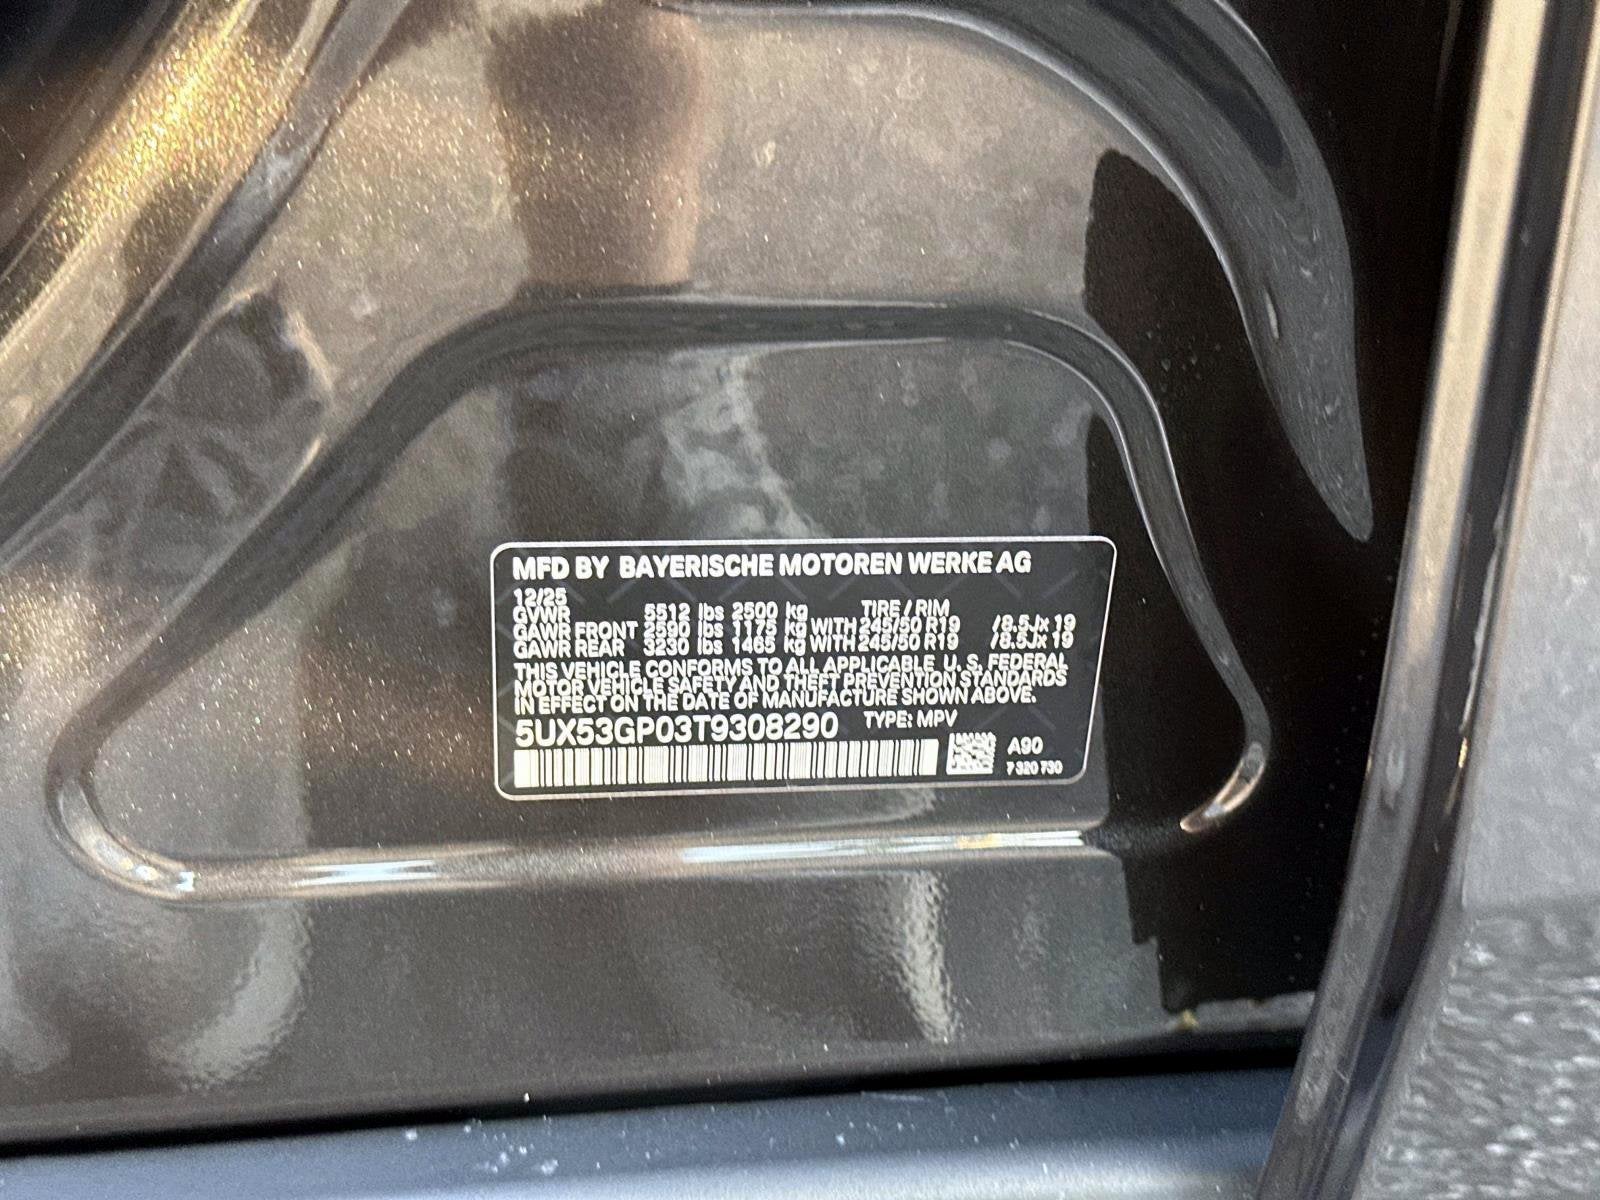 MFD BY BAYERISCHE MOTOREN WERKE AG
12/25
GVWR 5512 lbs 2500 kg TIRE / RIM
GAWR FRONT 2590 lbs 1175 kg WITH 245/50 R19 /8.5Jx 19
GAWR REAR 3230 lbs 1465 kg WITH 245/50 R19 /8.5Jx 19
THIS VEHICLE CONFORMS TO ALL APPLICABLE U. S. FEDERAL
MOTOR VEHICLE SAFETY AND THEFT PREVENTION STANDARDS
IN EFFECT ON THE DATE OF MANUFACTURE SHOWN ABOVE.
5UX53GP03T9308290 TYPE: MPV
A90
7 320 730